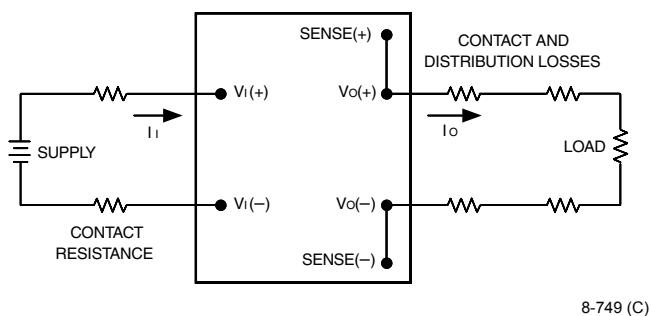 SENSE(+)
CONTACT AND
DISTRIBUTION LOSSES
VI(+)
VO(+)
II
IO
SUPPLY
LOAD
VI(–)
VO(–)
CONTACT
RESISTANCE
SENSE(–)
8-749 (C)